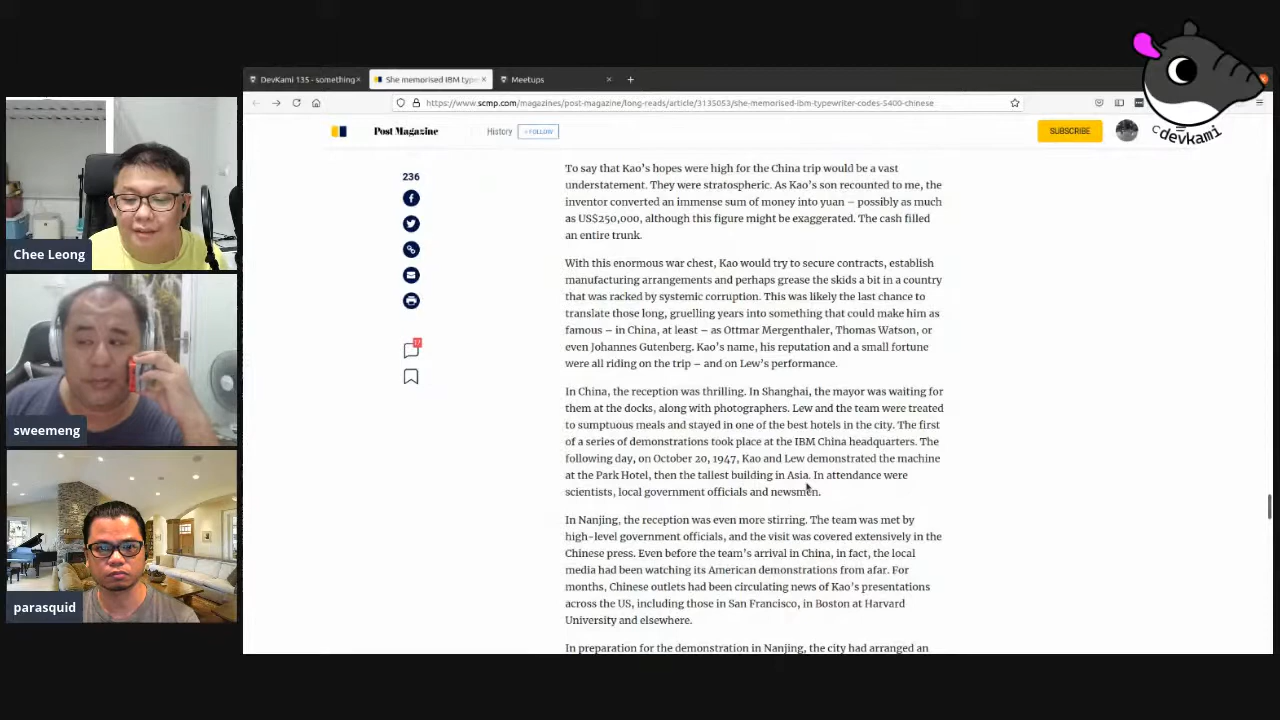 DevKami 135 - something
She memorised IBM type
Meetups
https://www.scmp.com/magazines/post-magazine/long-reads/article/3135053/she-memorised-ibm-typewriter-codes-5400-chinese
devkami
Post Magazine
History
+ FOLLOW
SUBSCRIBE
236
17
To say that Kao's hopes were high for the China trip would be a vast
understatement. They were stratospheric. As Kao's son recounted to me, the
inventor converted an immense sum of money into yuan – possibly as much
as US$250,000, although this figure might be exaggerated. The cash filled
an entire trunk.
With this enormous war chest, Kao would try to secure contracts, establish
manufacturing arrangements and perhaps grease the skids a bit in a country
that was racked by systemic corruption. This was likely the last chance to
translate those long, gruelling years into something that could make him as
famous – in China, at least – as Ottmar Mergenthaler, Thomas Watson, or
even Johannes Gutenberg. Kao's name, his reputation and a small fortune
were all riding on the trip – and on Lew's performance.
In China, the reception was thrilling. In Shanghai, the mayor was waiting for
them at the docks, along with photographers. Lew and the team were treated
to sumptuous meals and stayed in one of the best hotels in the city. The first
of a series of demonstrations took place at the IBM China headquarters. The
following day, on October 20, 1947, Kao and Lew demonstrated the machine
at the Park Hotel, then the tallest building in Asia. In attendance were
scientists, local government officials and newsmen.
In Nanjing, the reception was even more stirring. The team was met by
high-level government officials, and the visit was covered extensively in the
Chinese press. Even before the team's arrival in China, in fact, the local
media had been watching its American demonstrations from afar. For
months, Chinese outlets had been circulating news of Kao's presentations
across the US, including those in San Francisco, in Boston at Harvard
University and elsewhere.
In preparation for the demonstration in Nanjing, the city had arranged an
Chee Leong
sweemeng
parasquid